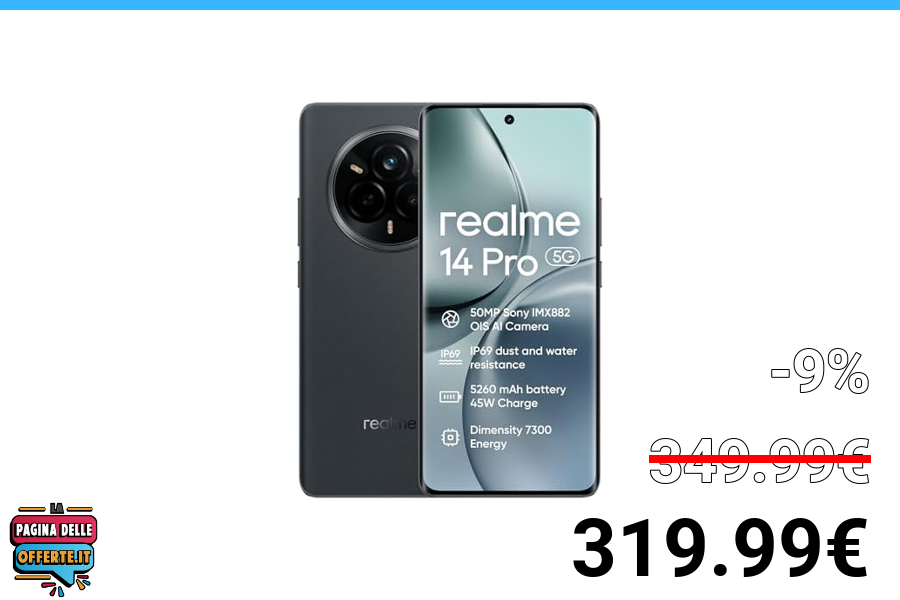 realme
14 Pro 5G
50MP Sony IMX882
OIS AI Camera
IP69
IP69 dust and water
resistance
5260 mAh battery
45W Charge
Dimensity 7300
Energy
realme
-9%
349.99€
319.99€
LA
PAGINA DELLE
OFFERTE.IT